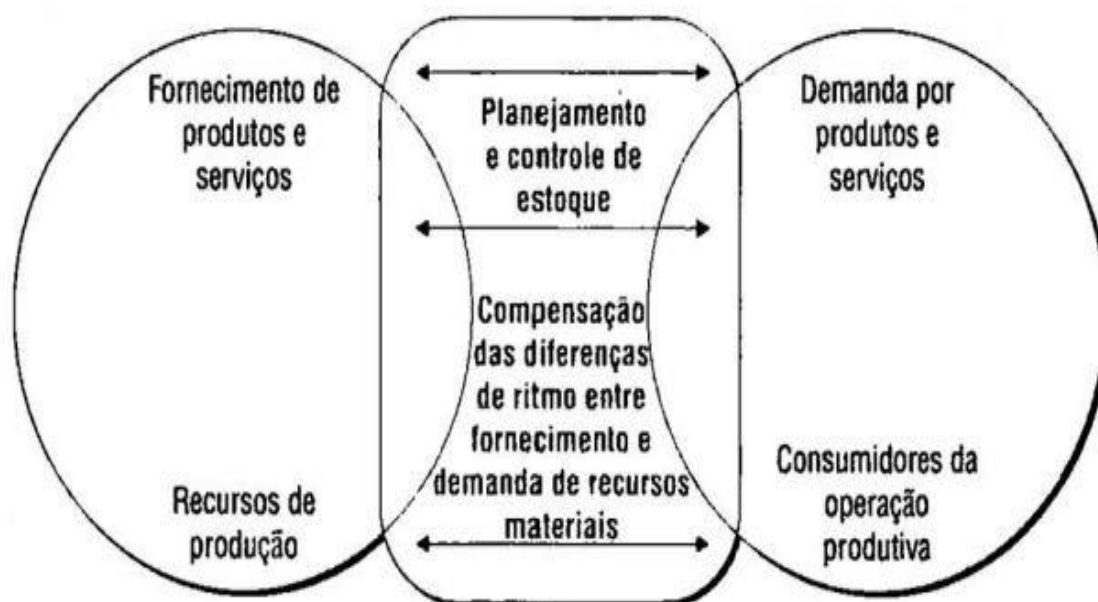 Fornecimento de
produtos e
serviços
Recursos de
produção
Planejamento
e controle de
estoque
Compensação
das diferenças
de ritmo entre
fornecimento e
demanda de recursos
materiais
Demanda por
produtos e
serviços
Consumidores da
operação
produtiva